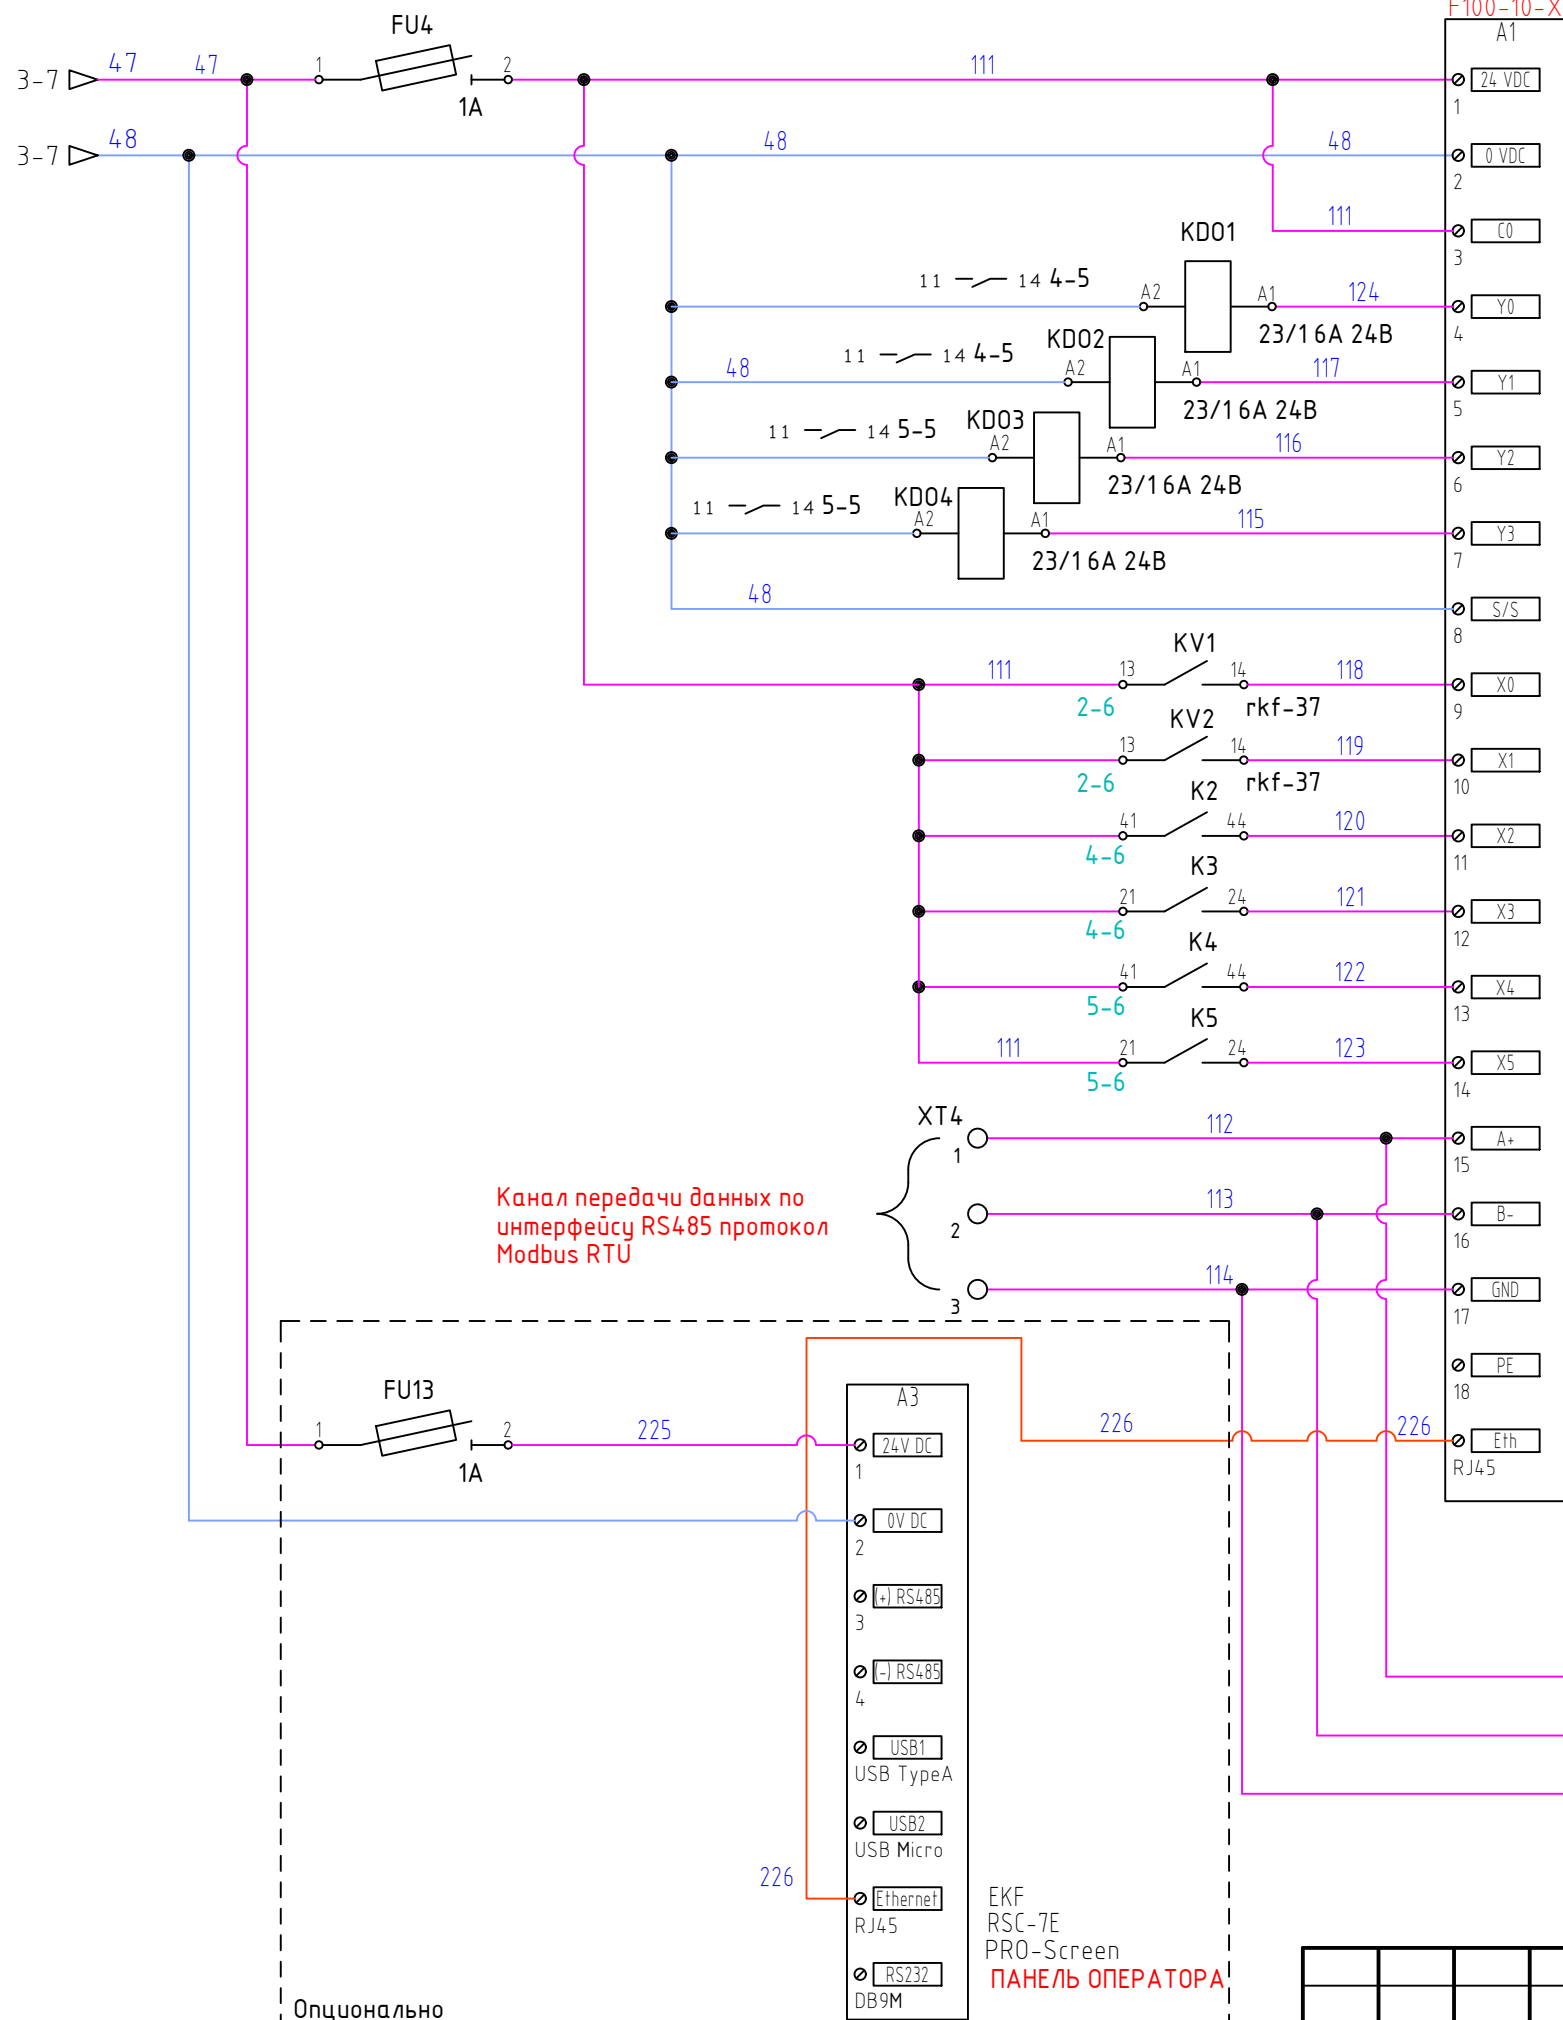 F100-10-X
FU4
A1
3-7 47 47 1 2 111 24 VDC
1A 1
3-7 48 48 48 0 VDC
2
111 C0
KDO1 3
11 14 4-5 A2 A1 124 Y0
KDO2 23/1 6A 24В 4
11 14 4-5 48 A2 A1 117 Y1
KDO3 23/1 6A 24В 5
11 14 5-5 A2 A1 116 Y2
KDO4 23/1 6A 24В 6
11 14 5-5 A2 A1 115 Y3
23/1 6A 24В 7
48 S/S
8
KV1
111 13 14 118 X0
2-6 rkf-37 9
KV2
13 14 119 X1
2-6 rkf-37 10
K2
41 44 120 X2
4-6 11
K3
21 24 121 X3
4-6 12
K4
41 44 122 X4
5-6 13
K5
111 21 24 123 X5
5-6 14
XT4 112 A+
1 15
Канал передачи данных по
интерфейсу RS485 протокол
Modbus RTU
113 B-
2 16
114 GND
3 17
PE
18
FU13 A3
1 2 225 24V DC 226 226 Eth
1A 1 RJ45
0V DC
2
(+) RS485
3
(-) RS485
4
USB1
USB TypeA
USB2
USB Micro
226 Ethernet
RJ45
EKF
RSC-7E
PRO-Screen
ПАНЕЛЬ ОПЕРАТОРА
RS232
DB9M
Опционально